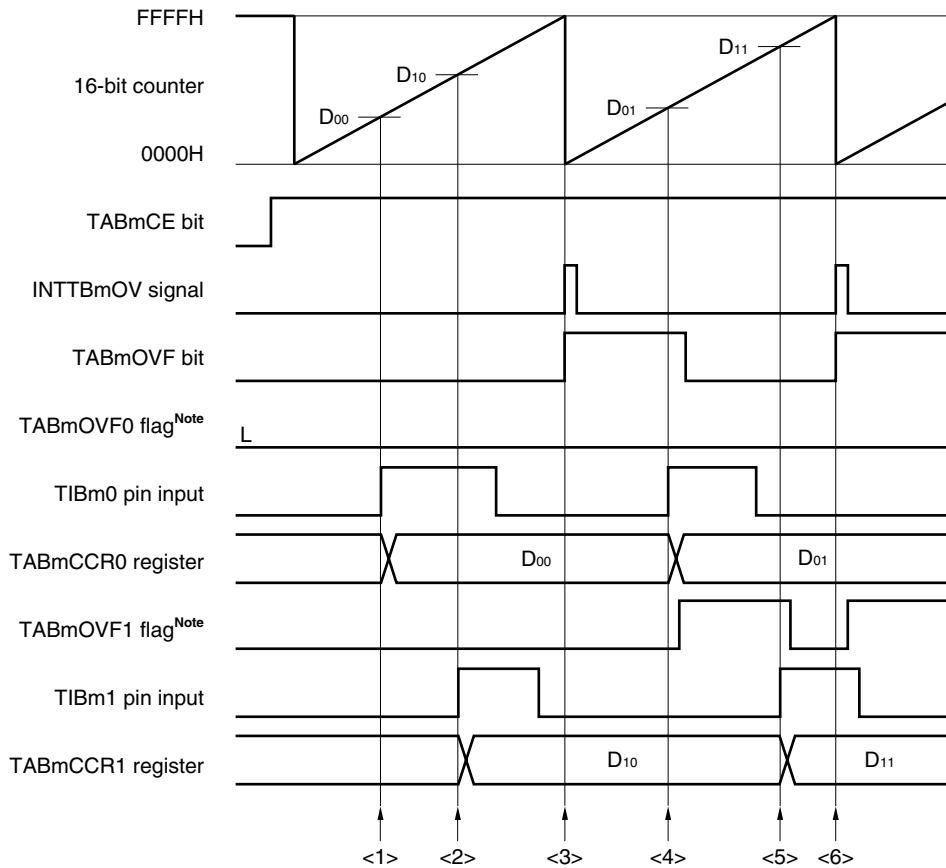 FFFFH
16-bit counter
0000H
D00
D10
D01
D11
TABmCE bit
INTTBmOV signal
TABmOVF bit
TABmOVF0 flagNote
L
TIBm0 pin input
TABmCCR0 register
D00
D01
TABmOVF1 flagNote
TIBm1 pin input
TABmCCR1 register
D10
D11
<1> <2> <3> <4> <5> <6>